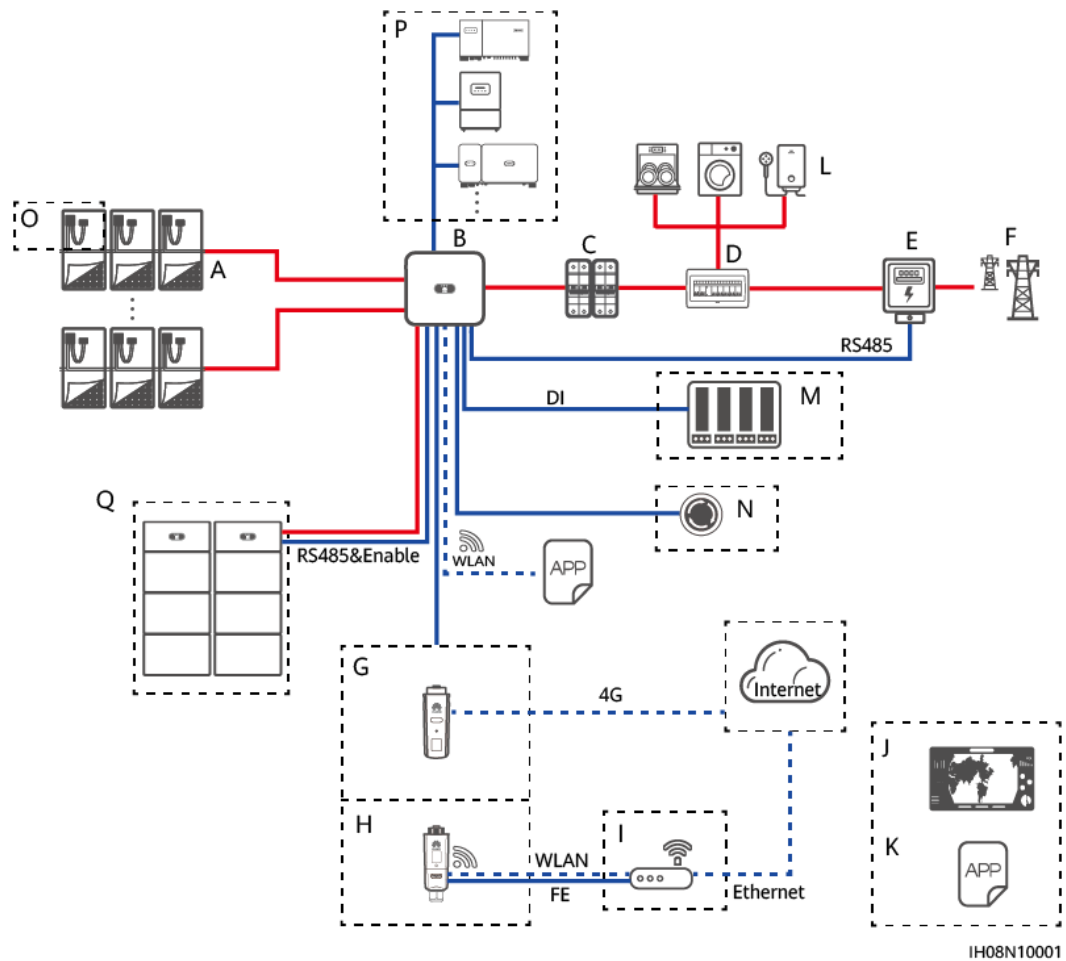 P
L
O
A
B
C
D
E
F
RS485
DI
M
Q
N
RS485&Enable
WLAN
APP
G
4G
Internet
J
H
I
WLAN
FE
Ethernet
K
APP
IH08N10001